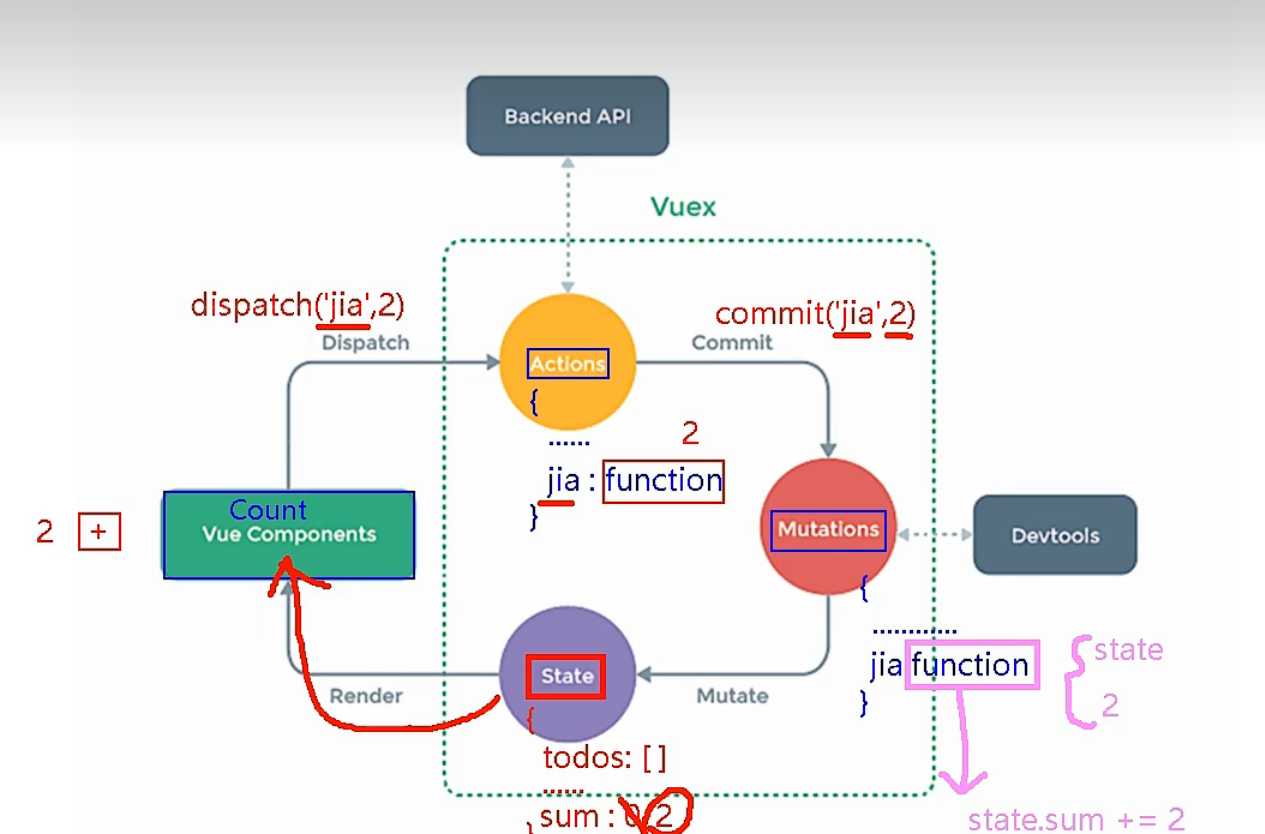 Backend API
Vuex
dispatch('jia',2)
commit('jia',2)
Dispatch
Commit
Actions
{
......
2
jia : function
}
Count
2 +
Vue Components
Mutations
Devtools
{
............
jia function
}
state
2
State
Render
Mutate
{
todos: [ ]
......
sum : 0 2
}
state.sum += 2